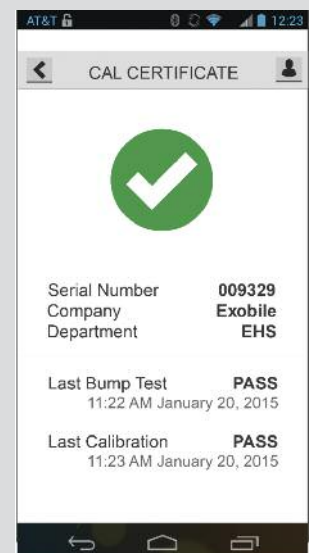 AT&T 12:23
CAL CERTIFICATE
Serial Number 009329
Company Exobile
Department EHS
Last Bump Test PASS
11:22 AM January 20, 2015
Last Calibration PASS
11:23 AM January 20, 2015